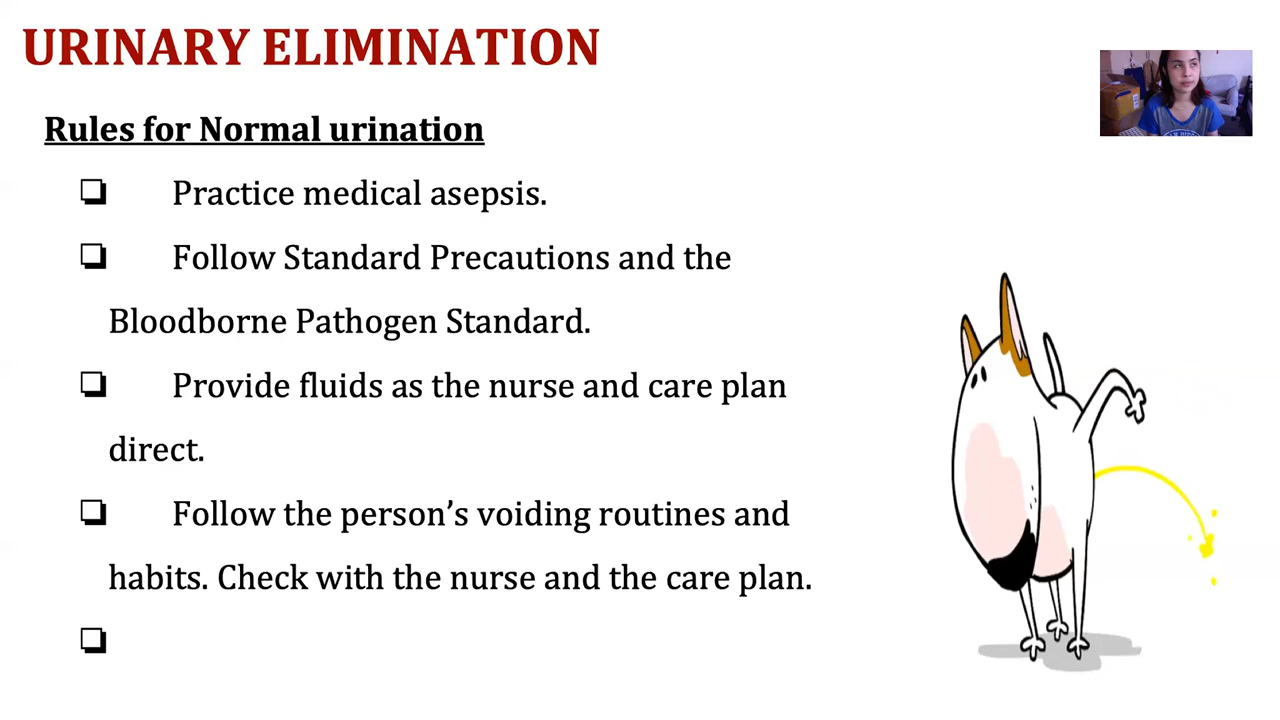 URINARY ELIMINATION
Rules for Normal urination
❏ Practice medical asepsis.
❏ Follow Standard Precautions and the
Bloodborne Pathogen Standard.
❏ Provide fluids as the nurse and care plan
direct.
❏ Follow the person’s voiding routines and
habits. Check with the nurse and the care plan.
❏